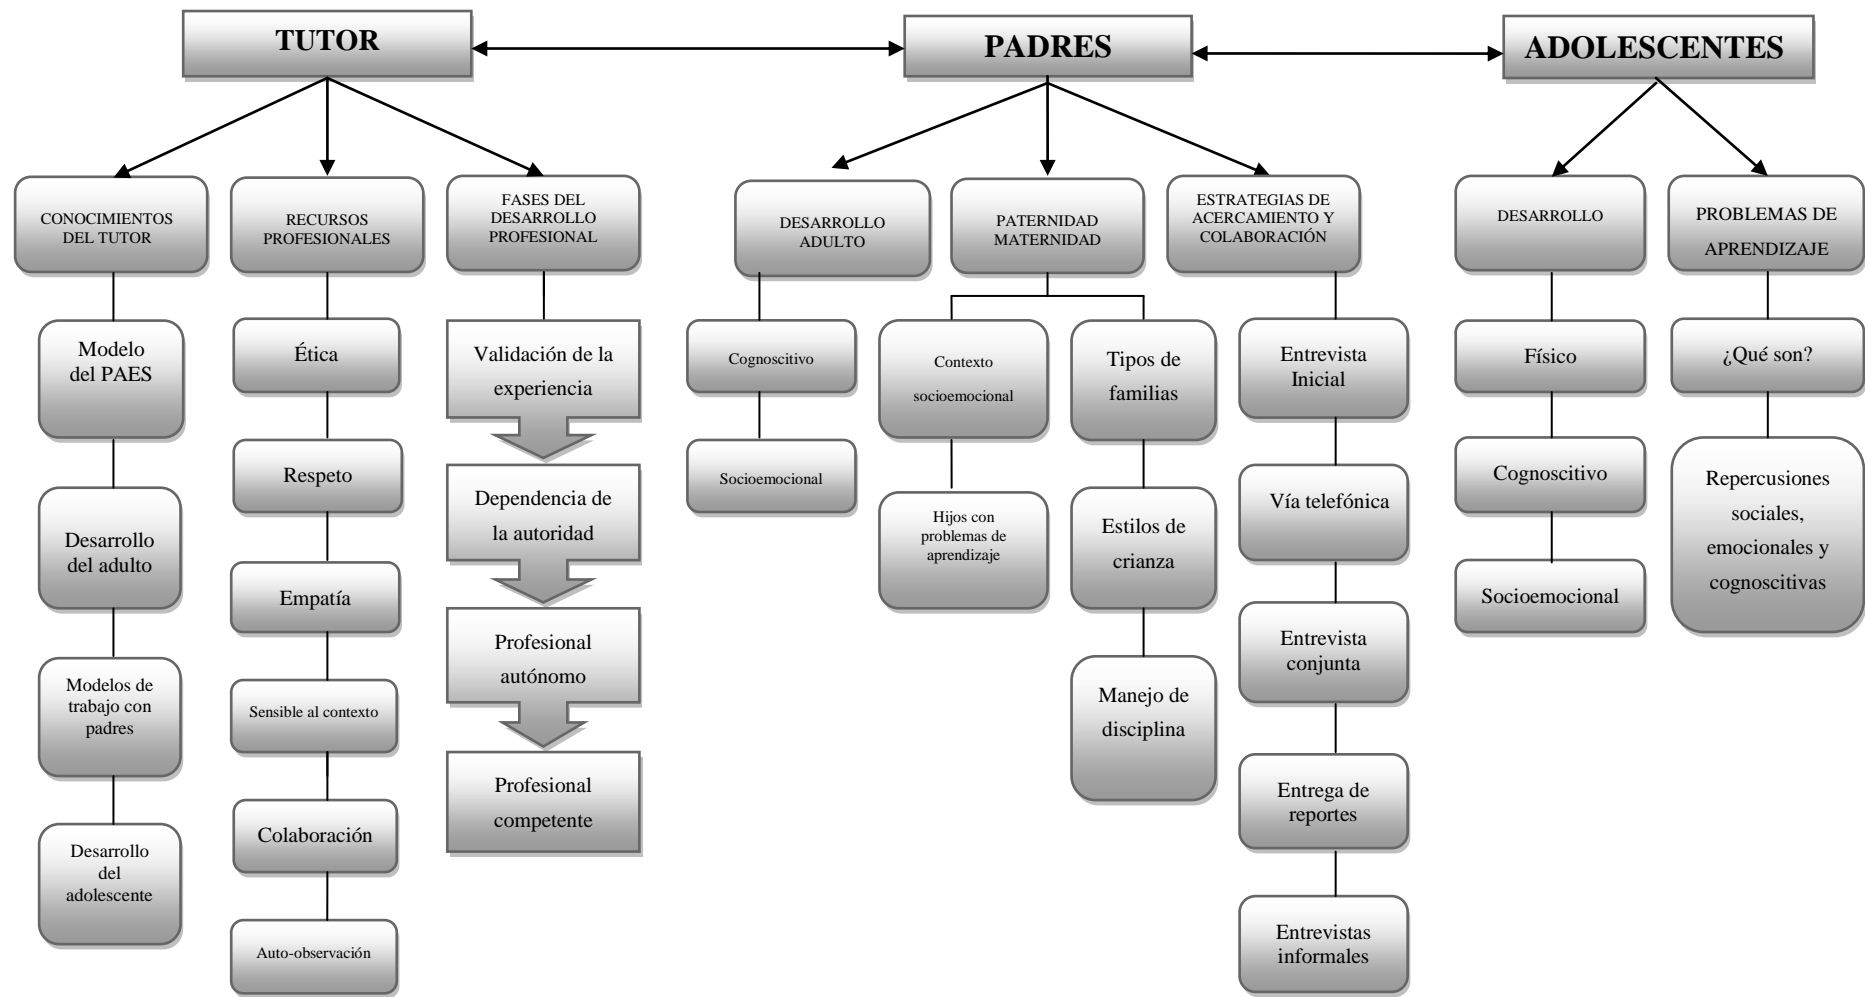 TUTOR
PADRES
ADOLESCENTES
CONOCIMIENTOS
DEL TUTOR
RECURSOS
PROFESIONALES
FASES DEL
DESARROLLO
PROFESIONAL
DESARROLLO
ADULTO
PATERNIDAD
MATERNIDAD
ESTRATEGIAS DE
ACERCAMIENTO Y
COLABORACIÓN
DESARROLLO
PROBLEMAS DE
APRENDIZAJE
Modelo
del PAES
Desarrollo
del adulto
Modelos de
trabajo con
padres
Desarrollo
del
adolescente
Ética
Respeto
Empatía
Sensible al contexto
Colaboración
Auto-observación
Validación de la
experiencia
Dependencia de
la autoridad
Profesional
autónomo
Profesional
competente
Cognoscitivo
Socioemocional
Contexto
socioemocional
Hijos con
problemas de
aprendizaje
Tipos de
familias
Estilos de
crianza
Manejo de
disciplina
Entrevista
Inicial
Vía telefónica
Entrevista
conjunta
Entrega de
reportes
Entrevistas
informales
Físico
Cognoscitivo
Socioemocional
¿Qué son?
Repercusiones
sociales,
emocionales y
cognoscitivas